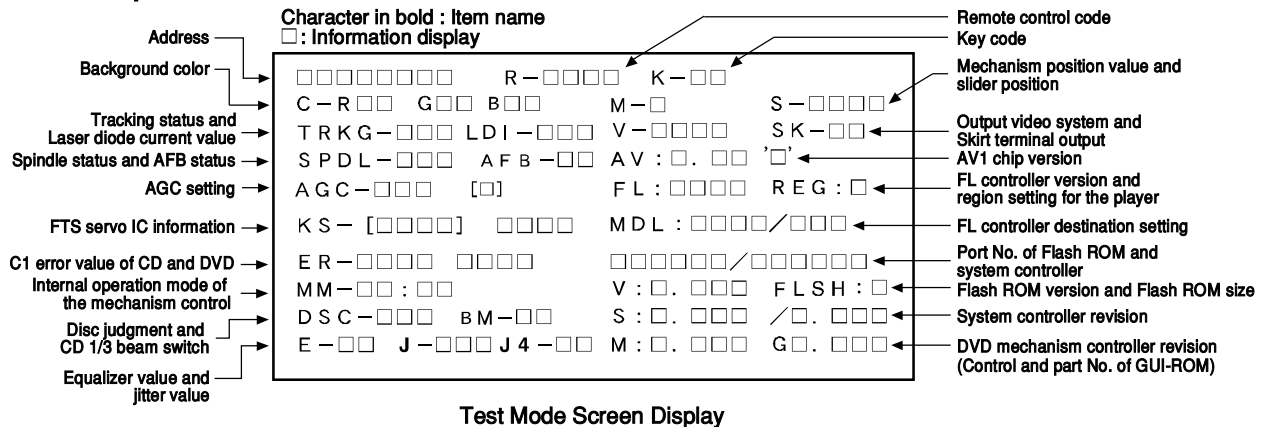 Character in bold : Item name
□: Information display
Address
Background color
Tracking status and
Laser diode current value
Spindle status and AFB status
AGC setting
FTS servo IC information
C1 error value of CD and DVD
Internal operation mode of
the mechanism control
Disc judgment and
CD 1/3 beam switch
Equalizer value and
jitter value
□□□□□□□□ R－□□□□ K－□□
C－R□□ G□□ B□□ M－□ S－□□□□
TRKG－□□□ LDI－□□□ V－□□□□ SK－□□
SPDL－□□□ AFB－□□ AV:□.□□ '□'
AGC－□□□ [□] FL:□□□□ REG:□
KS－[□□□□] □□□□ MDL:□□□□/□□□
ER－□□□□ □□□□ □□□□□□/□□□□□□
MM－□□:□□ V:□.□□□ FLSH:□
DSC－□□□ BM－□□ S:□.□□□ /□.□□□
E－□□ J－□□□ J4－□□ M:□.□□□ G□.□□□
Remote control code
Key code
Mechanism position value and
slider position
Output video system and
Skirt terminal output
AV1 chip version
FL controller version and
region setting for the player
FL controller destination setting
Port No. of Flash ROM and
system controller
Flash ROM version and Flash ROM size
System controller revision
DVD mechanism controller revision
(Control and part No. of GUI-ROM)
Test Mode Screen Display